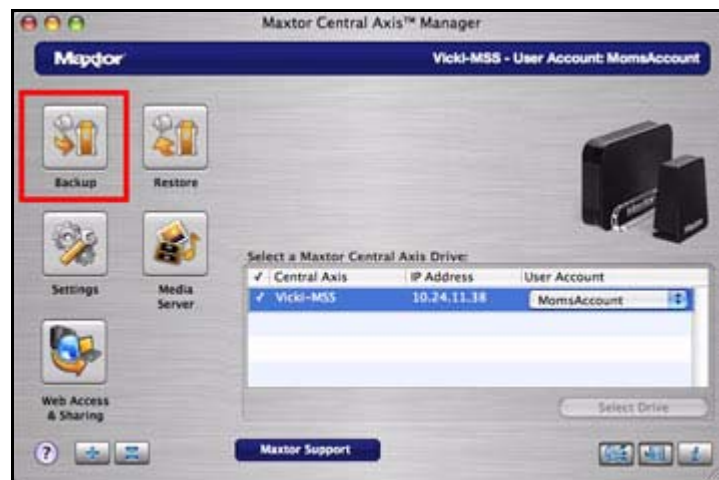 Maxtor Central Axis™ Manager
Maxtor
Vicki-MSS - User Account: MomsAccount
Backup
Restore
Settings
Media
Server
Web Access
& Sharing
Select a Maxtor Central Axis Drive:
✓ Central Axis IP Address User Account
✓ Vicki-MSS 10.24.11.38 MomsAccount
Select Drive
?
Maxtor Support
i